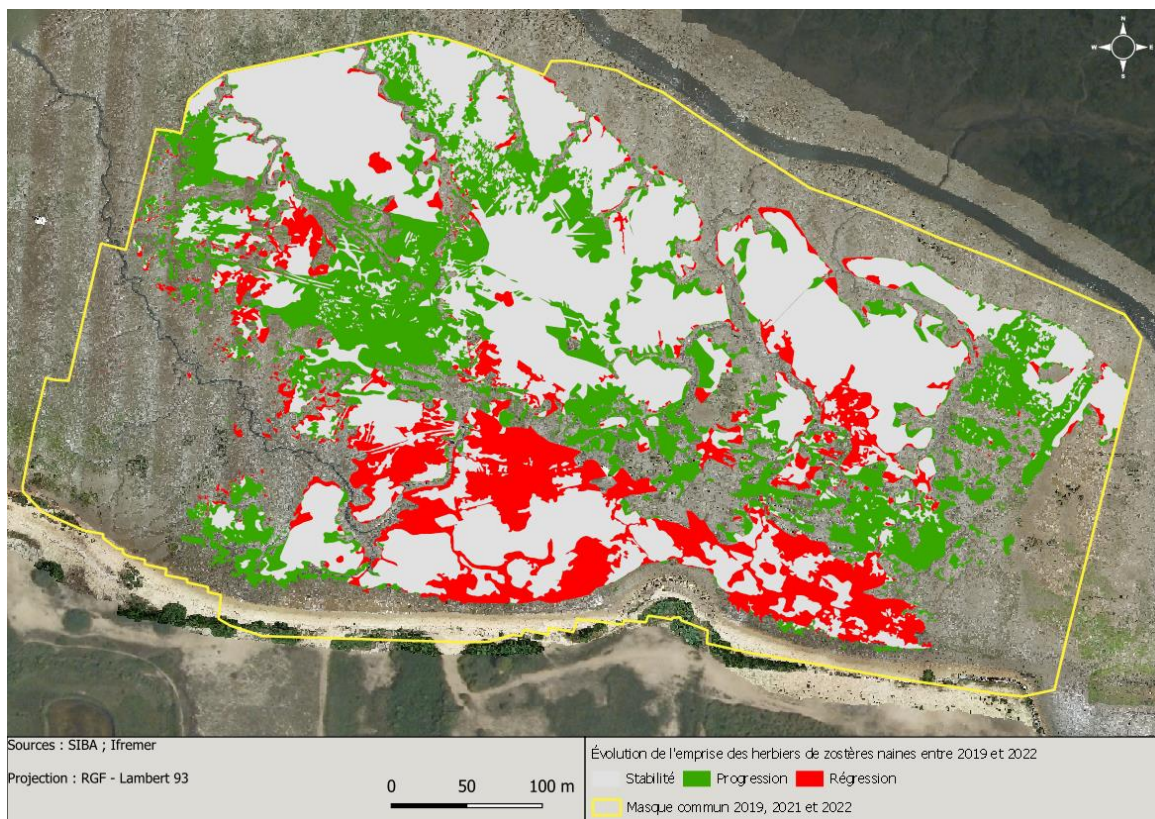 N
W E
S
Sources : SIBA ; Ifremer
Projection : RGF - Lambert 93
0 50 100 m
Évolution de l'emprise des herbiers de zostères naines entre 2019 et 2022
Stabilité Progression Régression
Masque commun 2019, 2021 et 2022